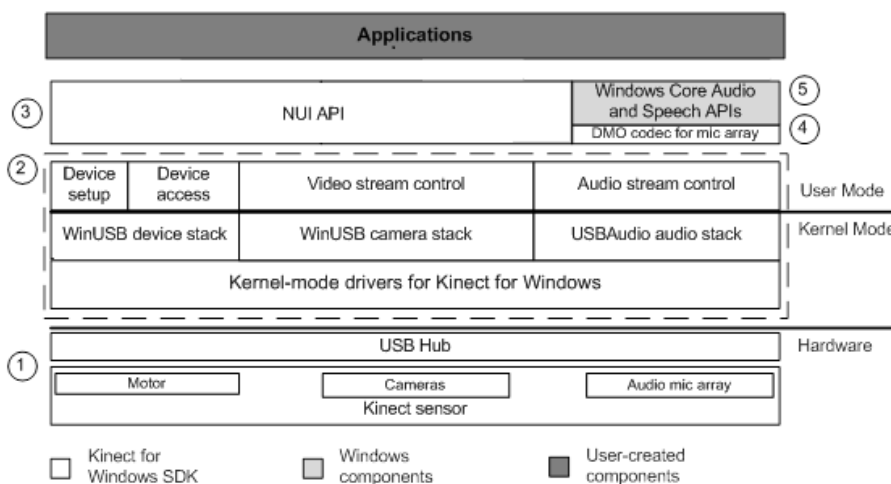 Applications
3
NUI API
Windows Core Audio
and Speech APIs
5
DMO codec for mic array
4
2
Device
setup
Device
access
Video stream control
Audio stream control
User Mode
WinUSB device stack
WinUSB camera stack
USBAudio audio stack
Kernel Mode
Kernel-mode drivers for Kinect for Windows
USB Hub
Hardware
1
Motor
Cameras
Audio mic array
Kinect sensor
Kinect for
Windows SDK
Windows
components
User-created
components